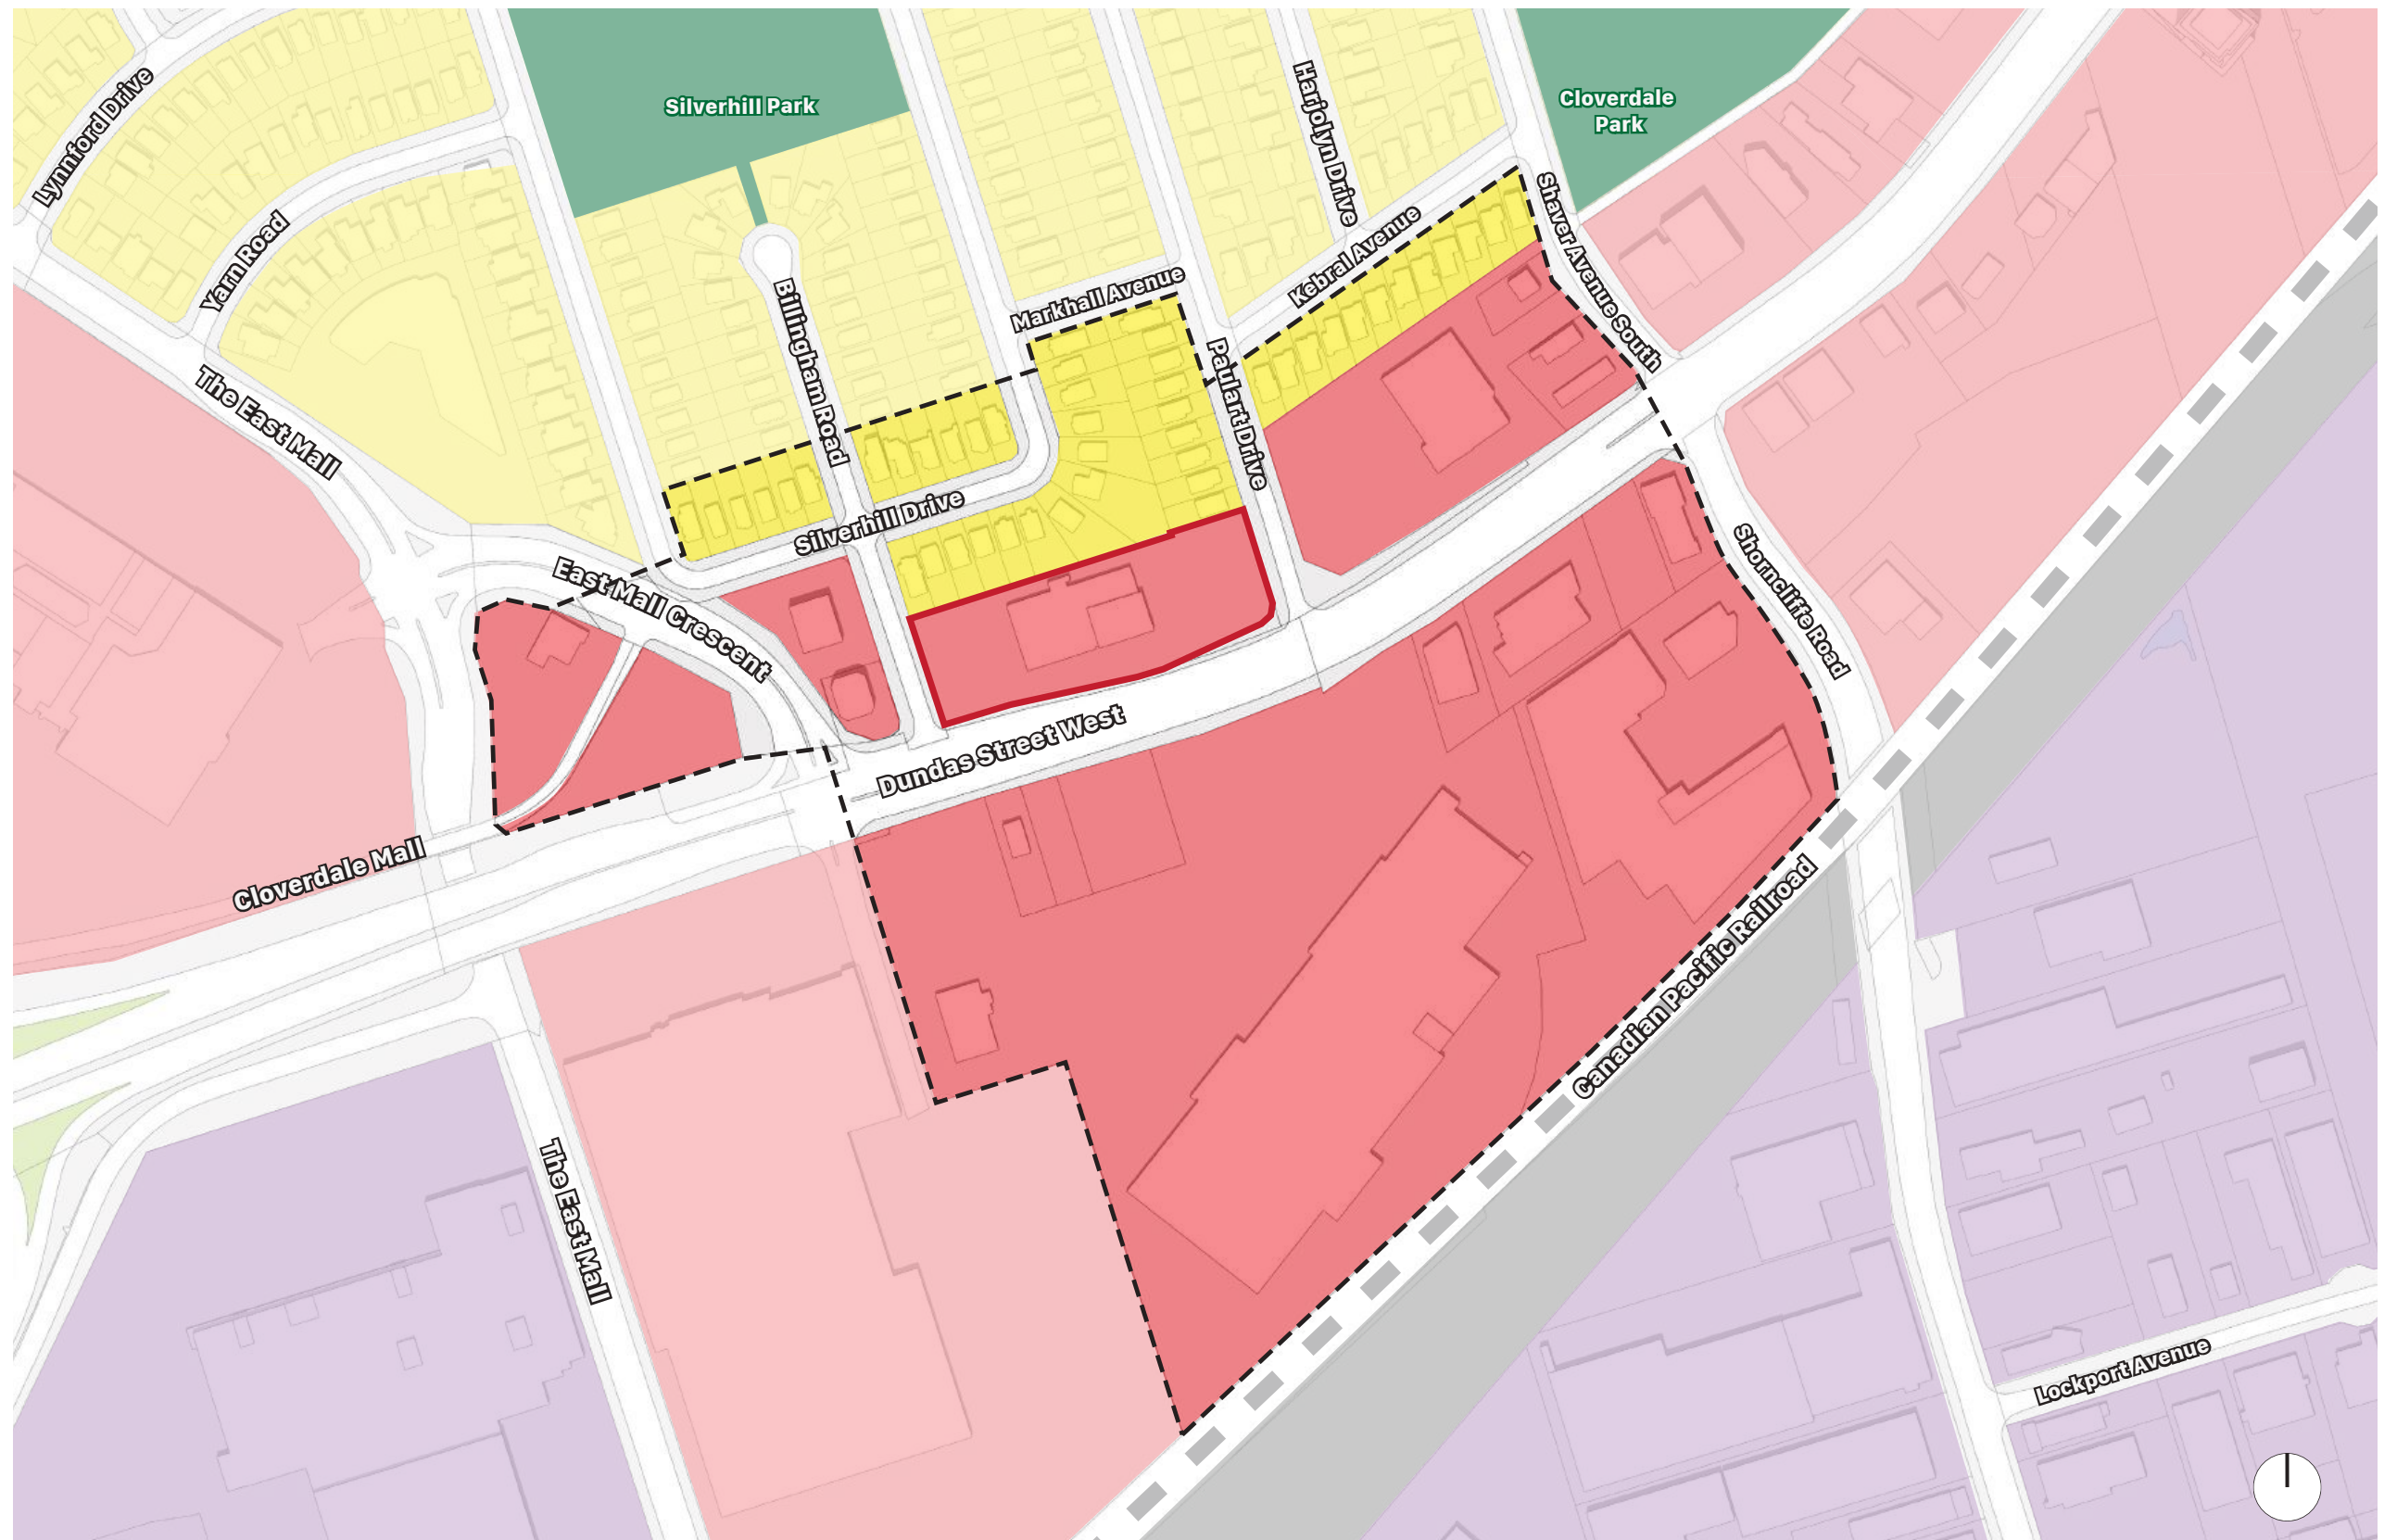 Lynnford Drive
Silverhill Park
Cloverdale
Park
Harjolyn Drive
Yarn Road
Shaver Avenue South
Kebral Avenue
Markhall Avenue
Billingham Road
Paulart Drive
The East Mall
Silverhill Drive
East Mall Crescent
Shorncliffe Road
Dundas Street West
Cloverdale Mall
Canadian Pacific Railroad
The East Mall
Lockport Avenue